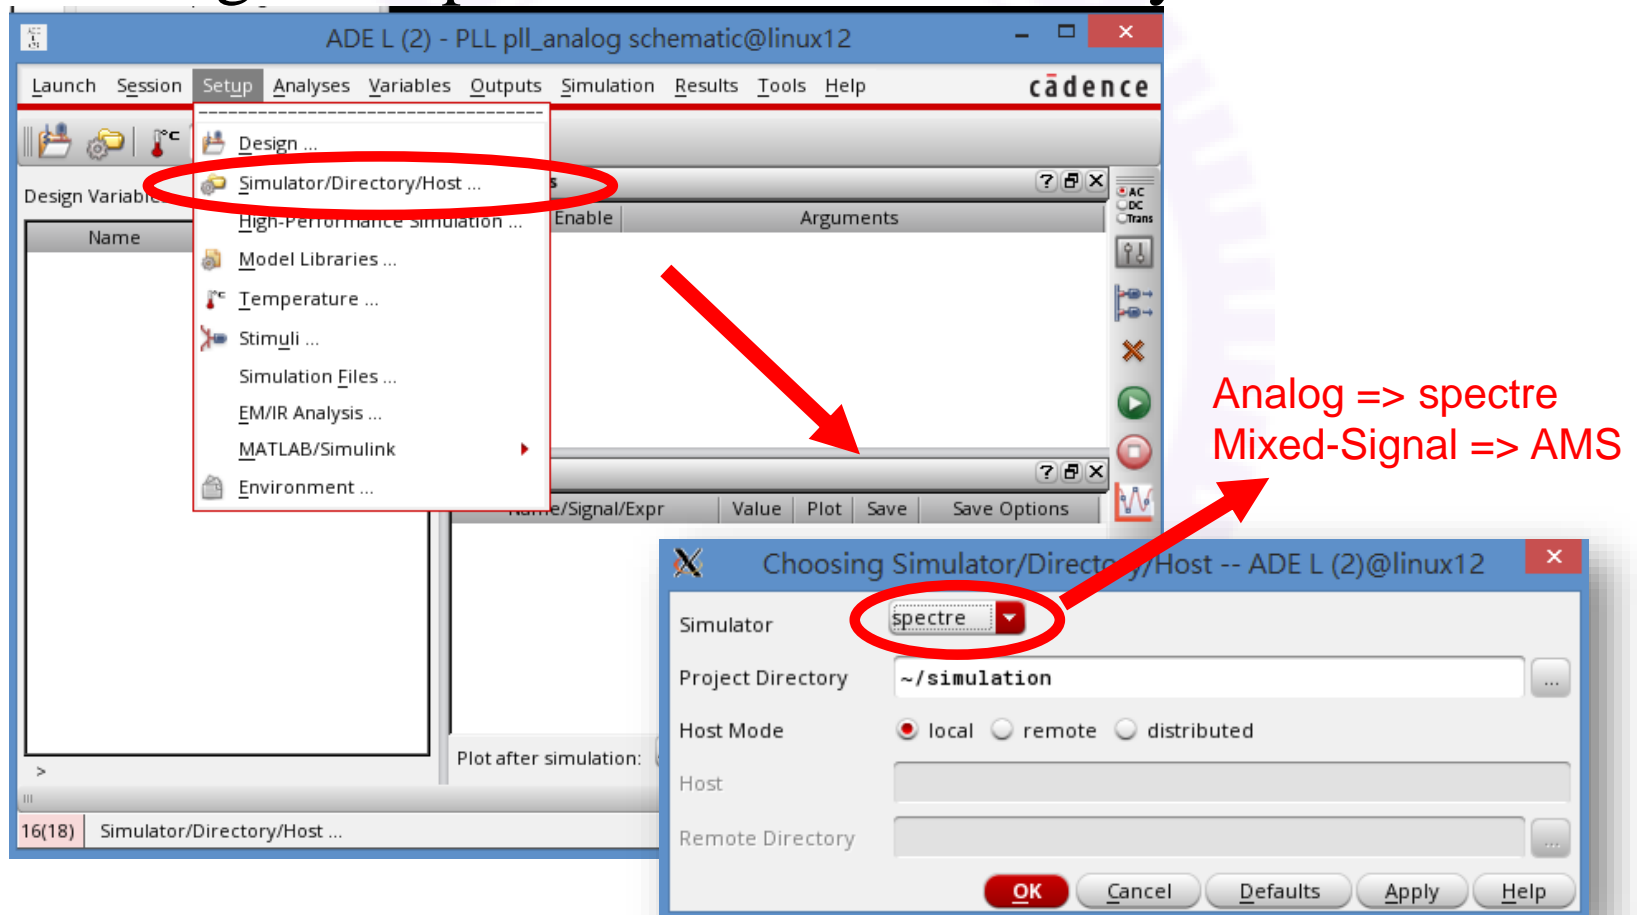 ADE L (2) - PLL pll_analog schematic@linux12
Launch Session Setup Analyses Variables Outputs Simulation Results Tools Help
cādence
Design ...
Simulator/Directory/Host ...
High-Performance Simulation ...
Model Libraries ...
Temperature ...
Stimuli ...
Simulation Files ...
EM/IR Analysis ...
MATLAB/Simulink
Environment ...
°C
Design
Name
Enable Arguments
AC
DC
Trans
/Signal/Expr Value Plot Save Save Options
Plot after simulation:
>
16(18) Simulator/Directory/Host ...
Analog => spectre
Mixed-Signal => AMS
Choosing Simulator/Directory/Host -- ADE L (2)@linux12
Simulator spectre
Project Directory ~/simulation ...
Host Mode local remote distributed
Host
Remote Directory ...
OK Cancel Defaults Apply Help